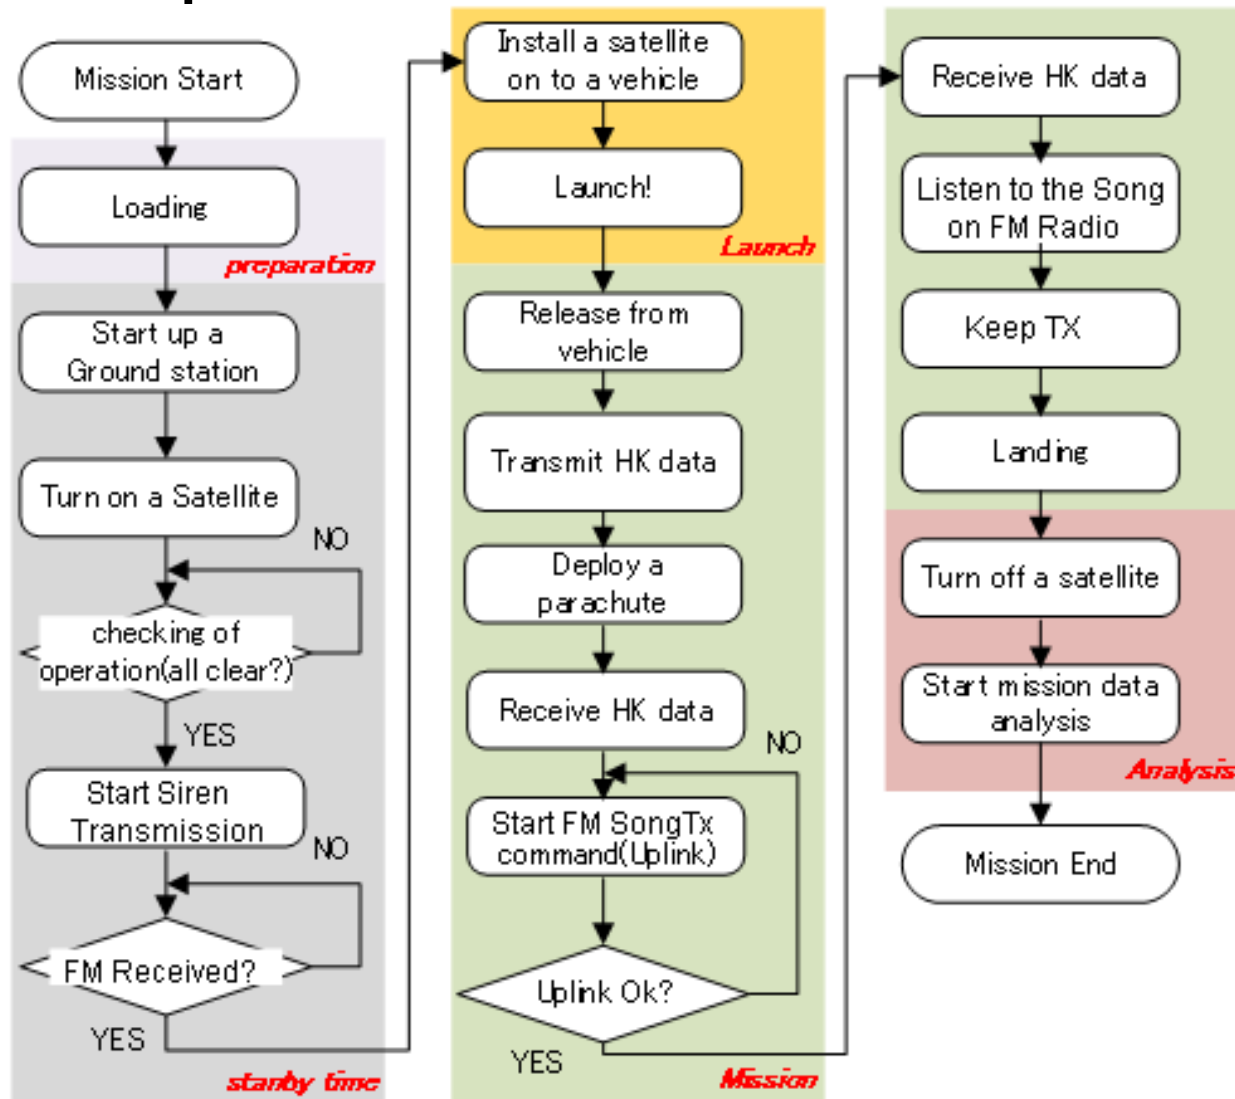 Mission Start
Loading
preparation
Start up a
Ground station
Turn on a Satellite
NO
checking of
operation(all clear?)
YES
Start Siren
Transmission
NO
FM Received?
YES
stanby time
Install a satellite
on to a vehicle
Launch!
Launch
Release from
vehicle
Transmit HK data
Deploy a
parachute
Receive HK data
NO
Start FM SongTx
command(Uplink)
Uplink Ok?
YES
Mission
Receive HK data
Listen to the Song
on FM Radio
Keep TX
Landing
Turn off a satellite
Start mission data
analysis
Analysis
Mission End